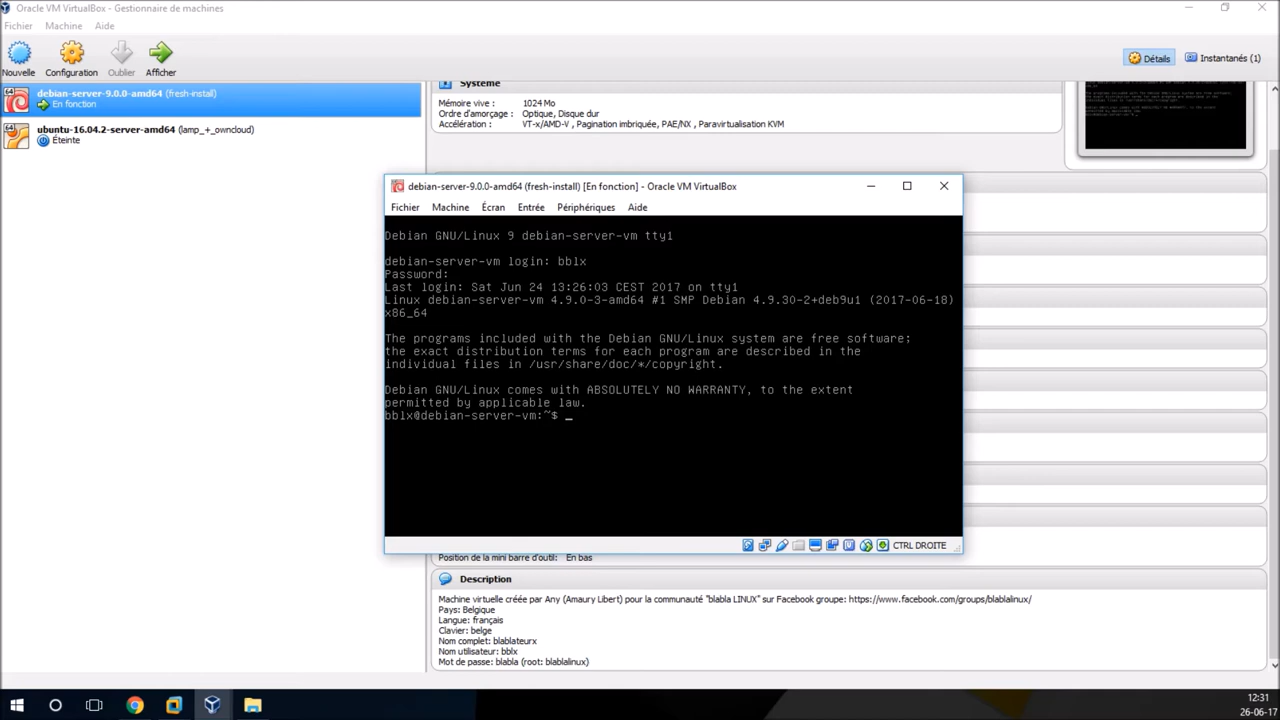 Oracle VM VirtualBox - Gestionnaire de machines
Fichier Machine Aide
Nouvelle Configuration Oublier Afficher
Détails Instantanés (1)
64 debian-server-9.0.0-amd64 (fresh-install)
En fonction
64 ubuntu-16.04.2-server-amd64 (lamp_+_owncloud)
Éteinte
Système
Mémoire vive : 1024 Mo
Ordre d'amorçage : Optique, Disque dur
Accélération : VT-x/AMD-V , Pagination imbriquée, PAE/NX , Paravirtualisation KVM
debian-server-9.0.0-amd64 (fresh-install) [En fonction] - Oracle VM VirtualBox
Fichier Machine Écran Entrée Périphériques Aide
Debian GNU/Linux 9 debian-server-vm tty1
debian-server-vm login: bblx
Password:
Last login: Sat Jun 24 13:26:03 CEST 2017 on tty1
Linux debian-server-vm 4.9.0-3-amd64 #1 SMP Debian 4.9.30-2+deb9u1 (2017-06-18)
x86_64
The programs included with the Debian GNU/Linux system are free software;
the exact distribution terms for each program are described in the
individual files in /usr/share/doc/*/copyright.
Debian GNU/Linux comes with ABSOLUTELY NO WARRANTY, to the extent
permitted by applicable law.
bblx@debian-server-vm:~$ _
CTRL DROITE
Position de la mini barre d'outil: En bas
Description
Machine virtuelle créée par Any (Amaury Libert) pour la communauté "blabla LINUX" sur Facebook groupe: https://www.facebook.com/groups/blablalinux/
Pays: Belgique
Langue: français
Clavier: belge
Nom complet: blablateurx
Nom utilisateur: bblx
Mot de passe: blabla (root: blablalinux)
12:31
26-06-17